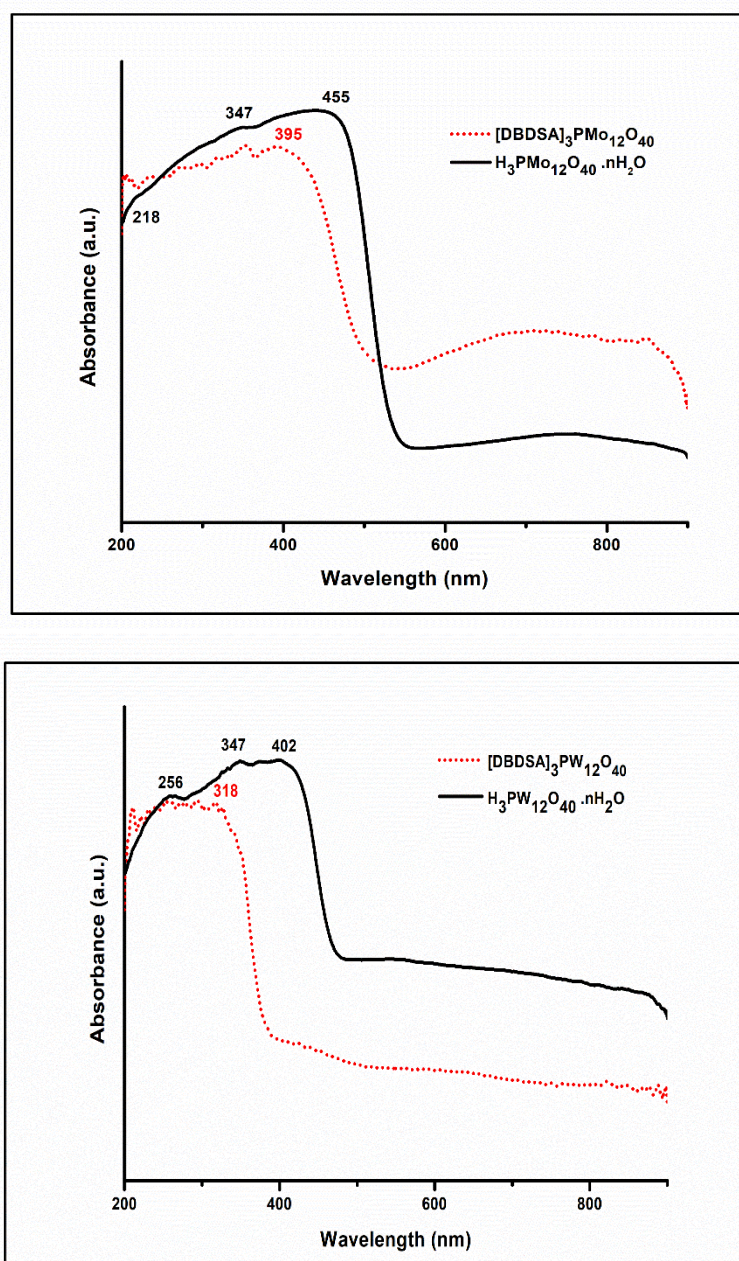 347
455
395
218
[DBDSA]₃PMo₁₂O₄₀
H₃PMo₁₂O₄₀ .nH₂O
Absorbance (a.u.)
200 400 600 800
Wavelength (nm)
347
402
256
318
[DBDSA]₃PW₁₂O₄₀
H₃PW₁₂O₄₀ .nH₂O
Absorbance (a.u.)
200 400 600 800
Wavelength (nm)